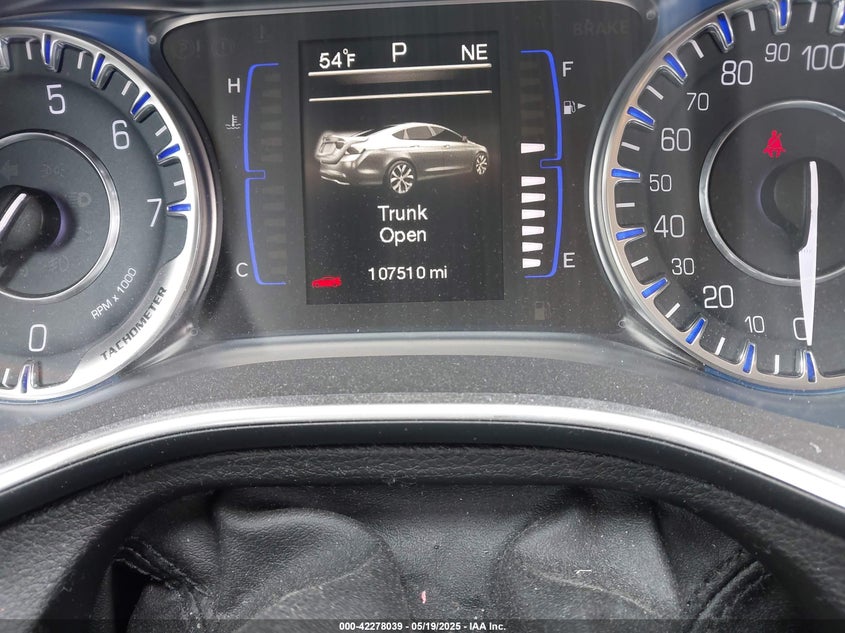 54°F P NE
BRAKE
H
F
C
E
Trunk
Open
107510 mi
5
6
7
0
RPM x 1000
TACHOMETER
0
10
20
30
40
50
60
70
80
90
100
000-42278039 - 05/19/2025 - IAA Inc.